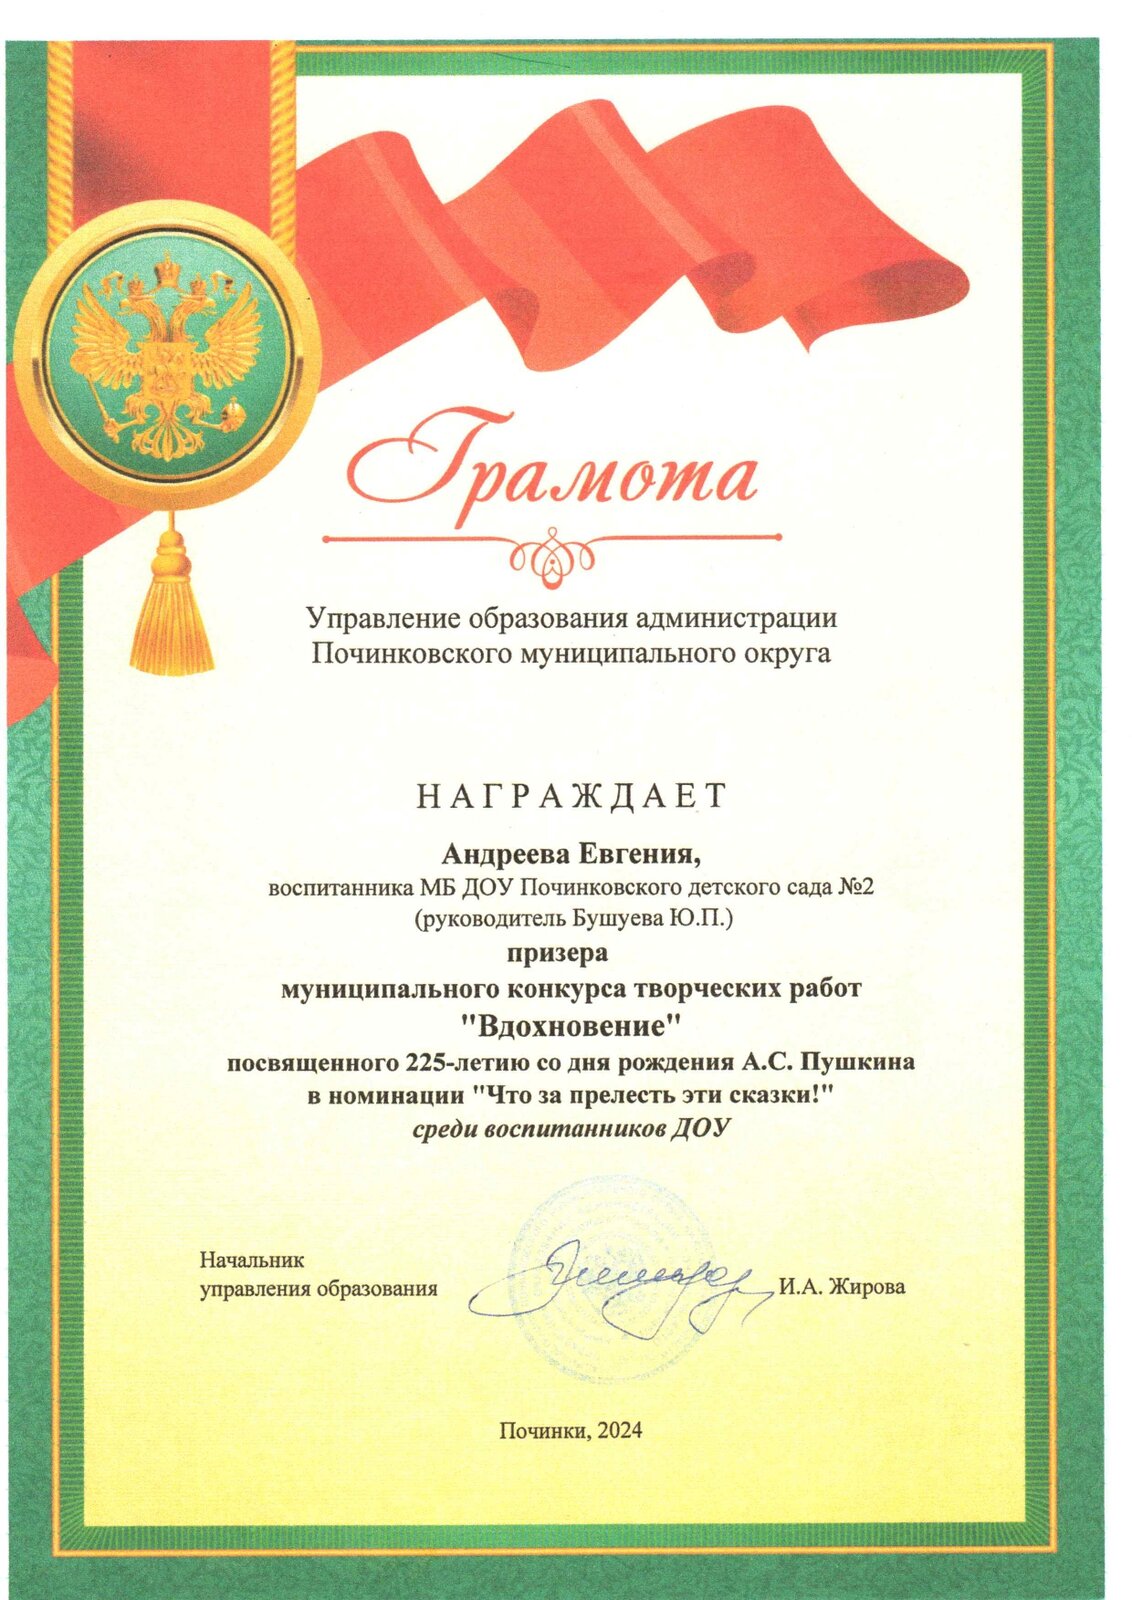 Грамота
Управление образования администрации
Починковского муниципального округа
НАГРАЖДАЕТ
Андреева Евгения,
воспитанника МБ ДОУ Починковского детского сада №2
(руководитель Бушуева Ю.П.)
призера
муниципального конкурса творческих работ
"Вдохновение"
посвященного 225-летию со дня рождения А.С. Пушкина
в номинации "Что за прелесть эти сказки!"
среди воспитанников ДОУ
Начальник
управления образования И.А. Жирова
Починки, 2024